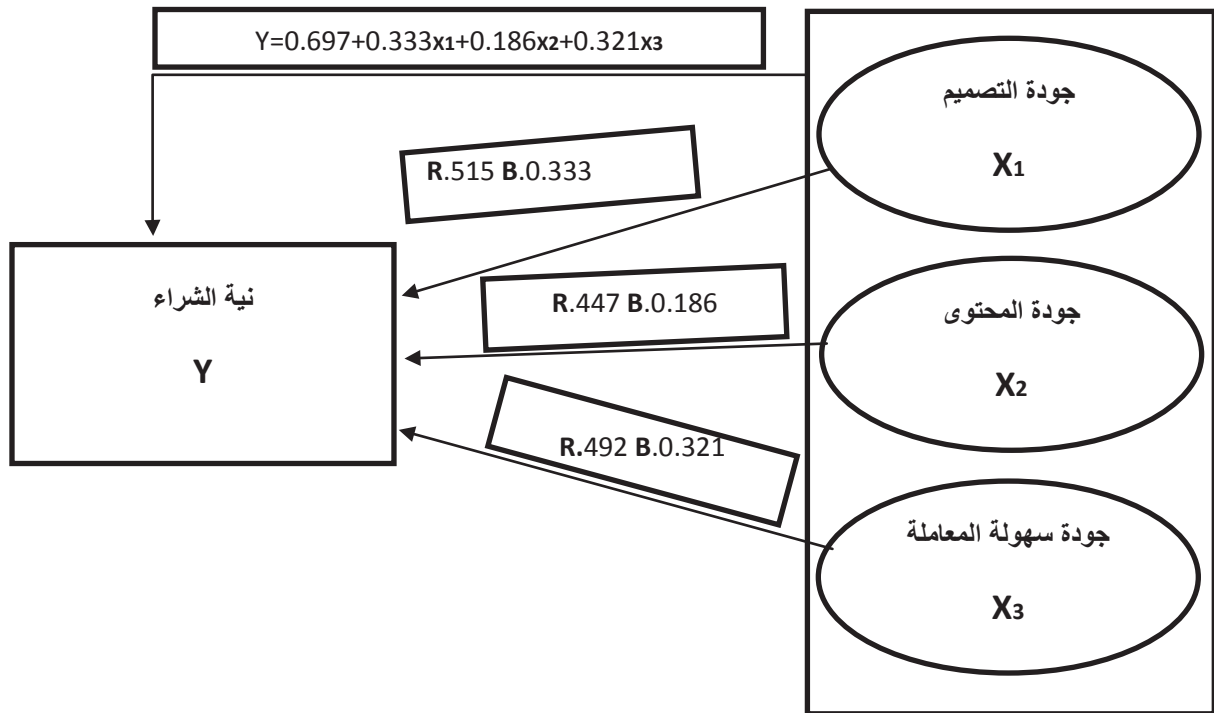 Y=0.697+0.333x1+0.186x2+0.321x3
جودة التصميم
X1
R.515 B.0.333
نية الشراء
Y
R.447 B.0.186
جودة المحتوى
X2
R.492 B.0.321
جودة سهولة المعاملة
X3